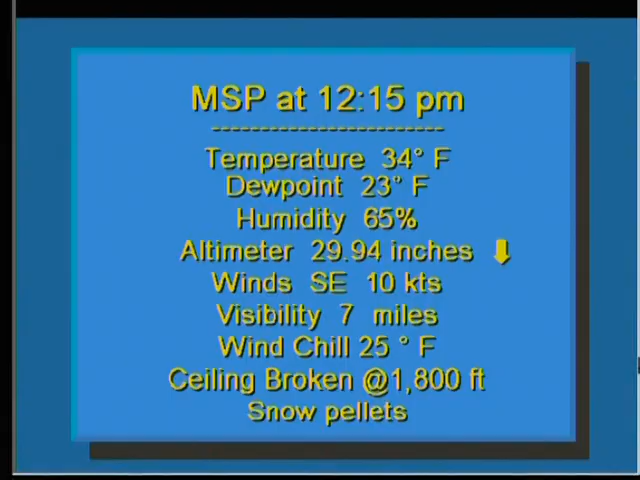 MSP at 12:15 pm
------------------------
Temperature 34° F
Dewpoint 23° F
Humidity 65%
Altimeter 29.94 inches ⬇
Winds SE 10 kts
Visibility 7 miles
Wind Chill 25 ° F
Ceiling Broken @1,800 ft
Snow pellets